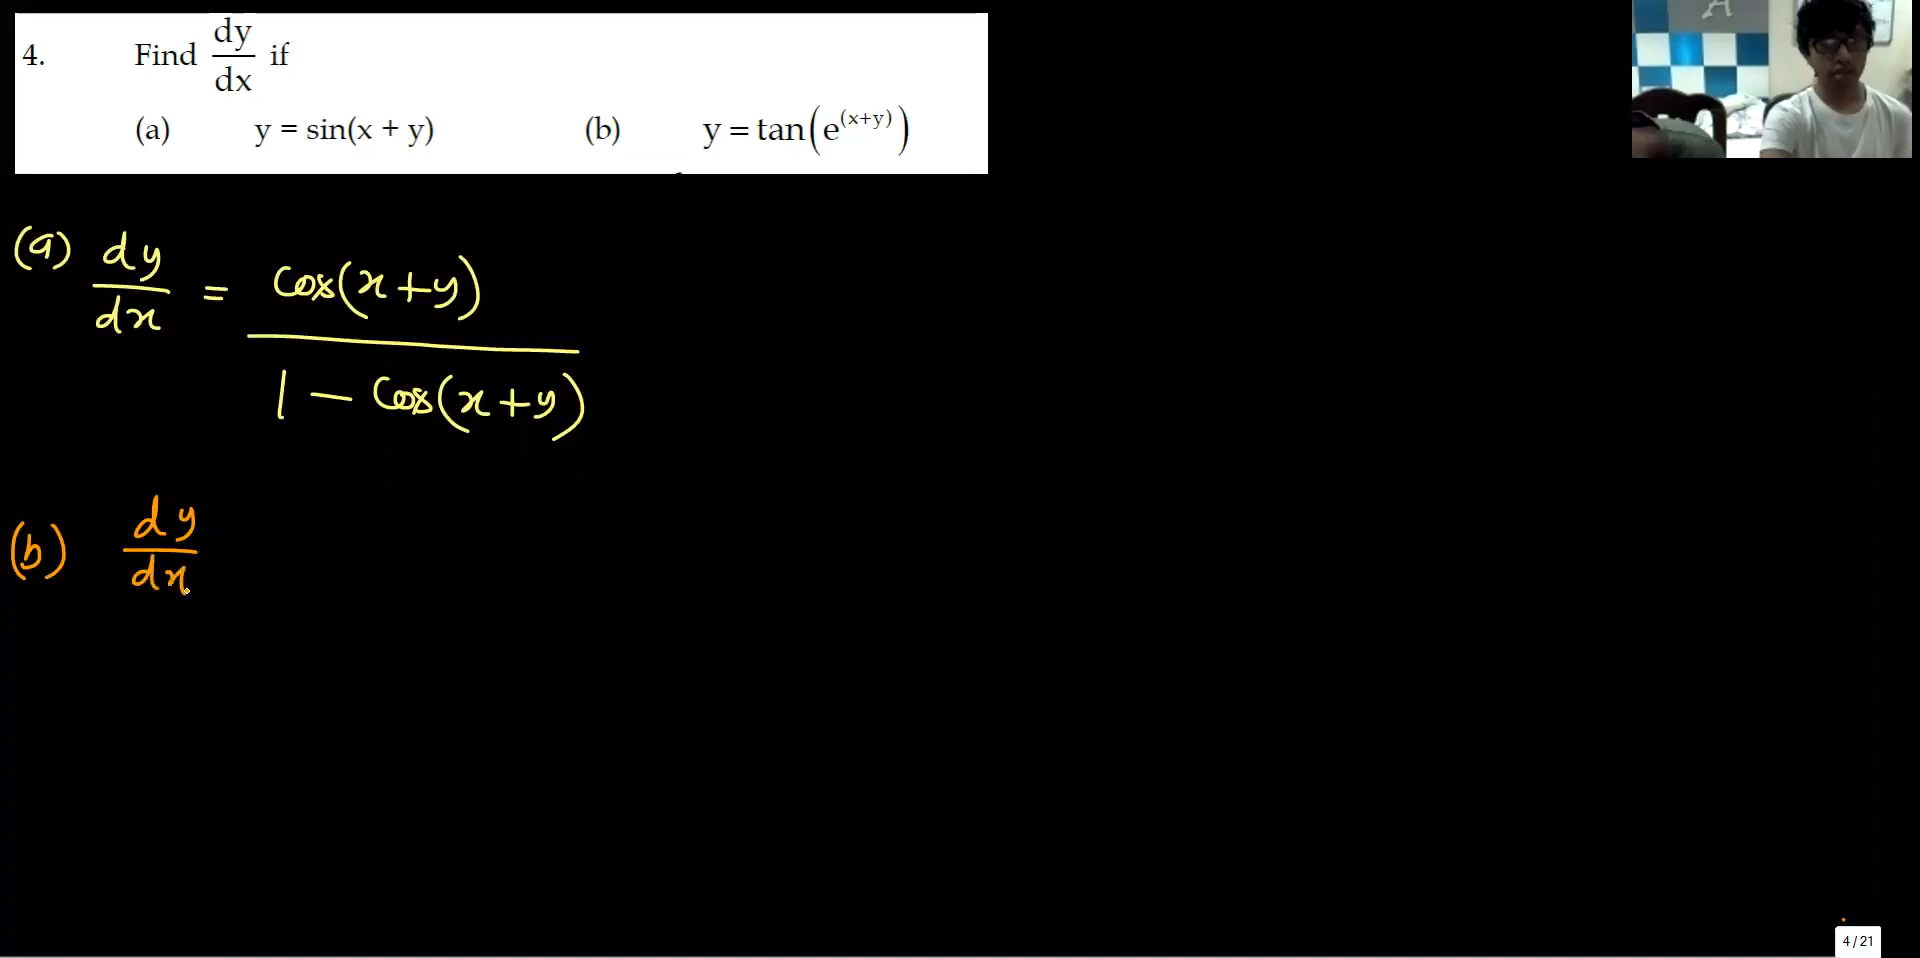 4. Find dy/dx if
(a) y = sin(x + y) (b) y = tan(e^(x+y))
(a) dy/dx = cos(x+y) / 1 - cos(x+y)
(b) dy/dx
A
4 / 21